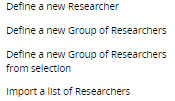 Define a new Researcher
Define a new Group of Researchers
Define a new Group of Researchers
from selection
Import a list of Researchers